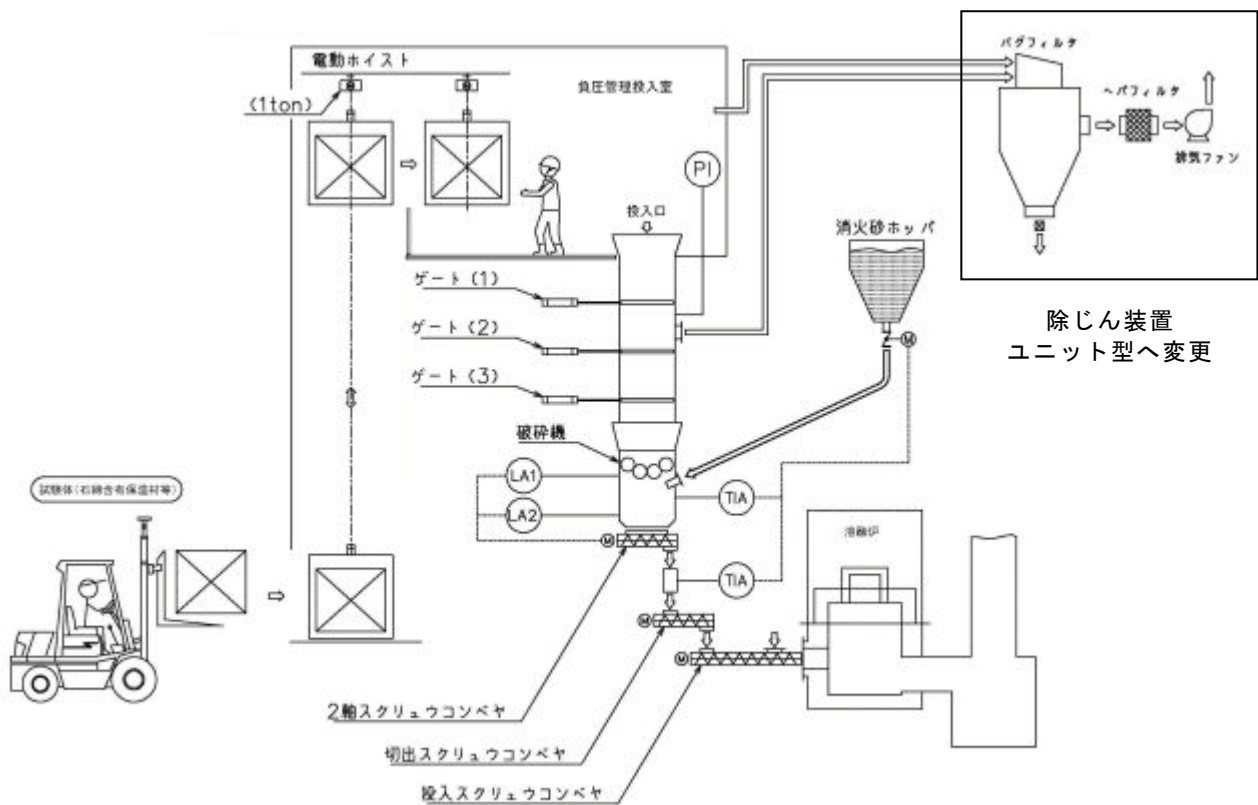 電動ホイスト
(1ton)
負圧管理投入室
バグフィルタ
ヘパフィルタ
排気ファン
PI
投入口
消火砂ホッパ
ゲート(1)
ゲート(2)
ゲート(3)
M
除じん装置
ユニット型へ変更
破砕機
LA1
LA2
TIA
試験体(石綿含有保温材等)
M
溶融炉
TIA
M
M
2軸スクリュウコンベヤ
切出スクリュウコンベヤ
投入スクリュウコンベヤ